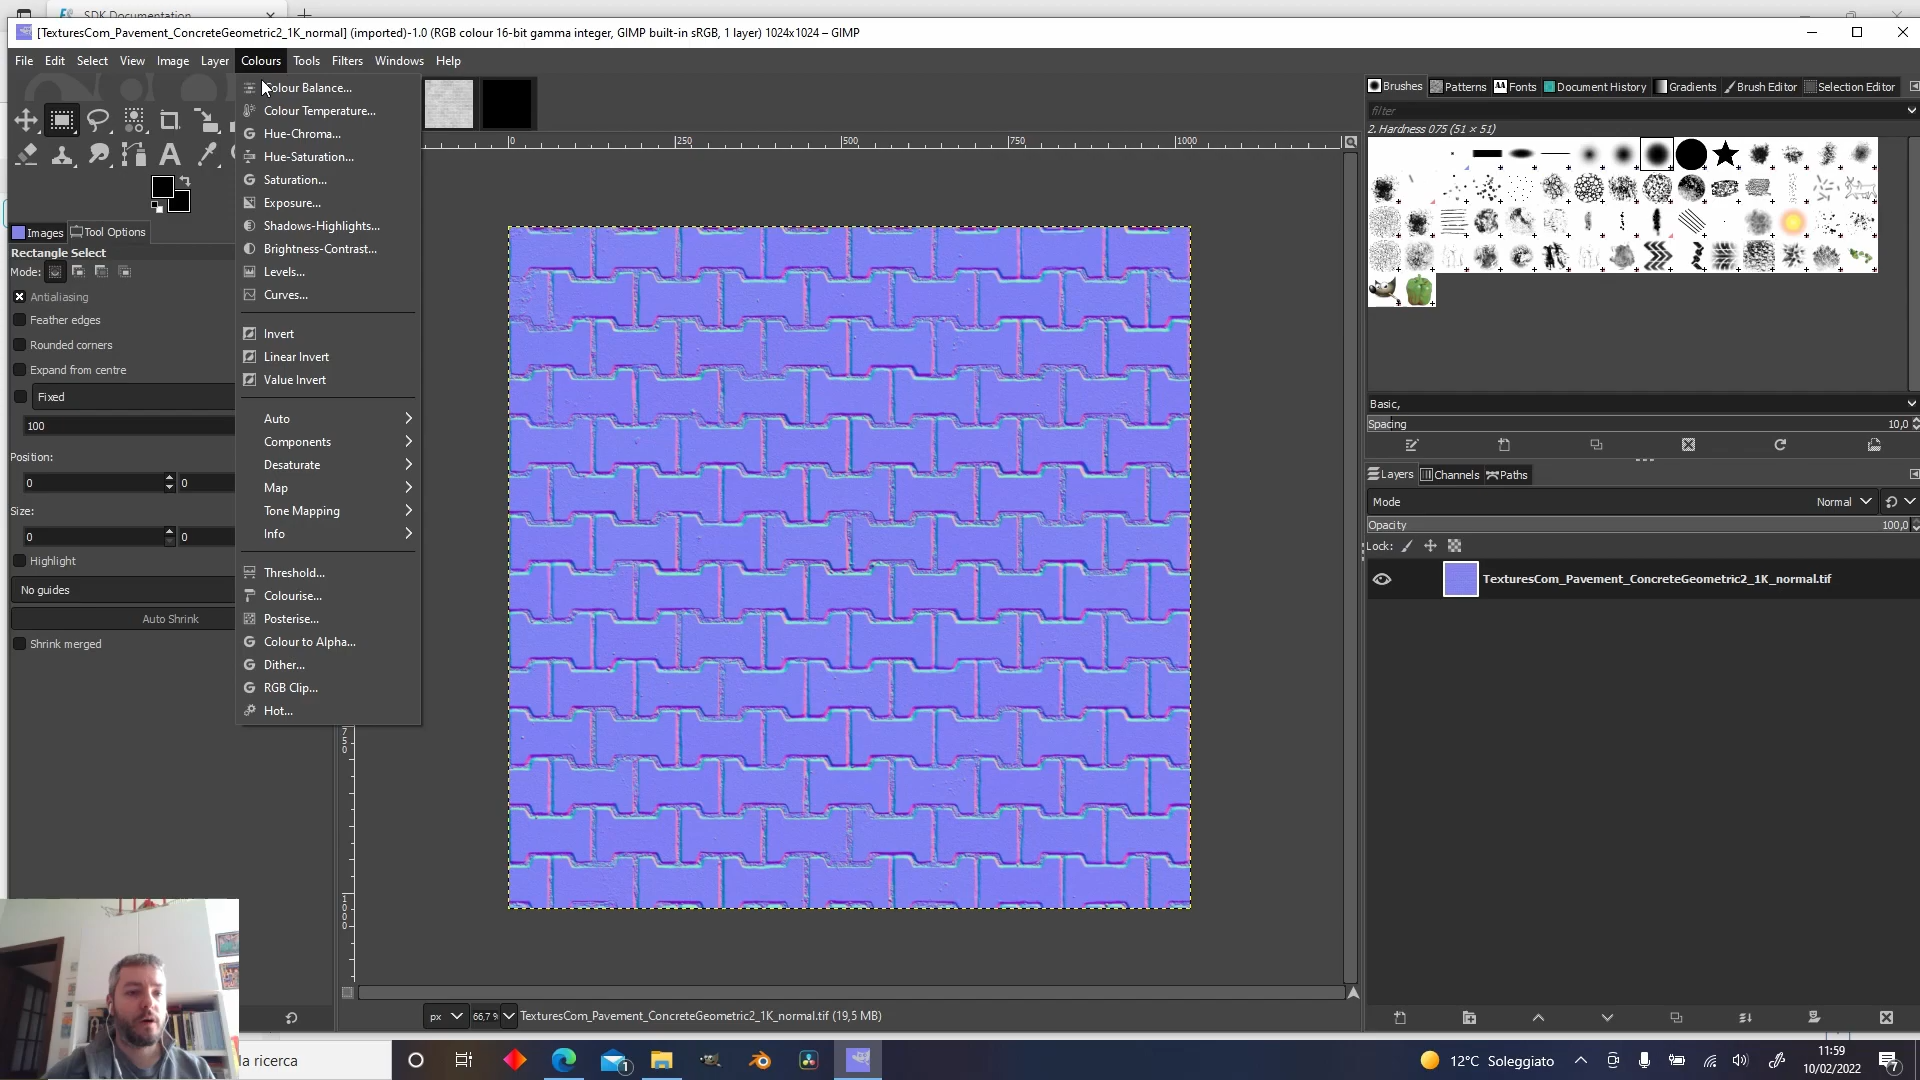 SDK Documentation
[TexturesCom_Pavement_ConcreteGeometric2_1K_normal] (imported)-1.0 (RGB colour 16-bit gamma integer, GIMP built-in sRGB, 1 layer) 1024x1024 – GIMP
File Edit Select View Image Layer Colours Tools Filters Windows Help
Colour Balance...
Colour Temperature...
Hue-Chroma...
Hue-Saturation...
Saturation...
Exposure...
Shadows-Highlights...
Brightness-Contrast...
Levels...
Curves...
Invert
Linear Invert
Value Invert
Auto
Components
Desaturate
Map
Tone Mapping
Info
Threshold...
Colourise...
Posterise...
Colour to Alpha...
Dither...
RGB Clip...
Hot...
Images Tool Options
Rectangle Select
Mode:
Antialiasing
Feather edges
Rounded corners
Expand from centre
Fixed
100
Position:
0 0
Size:
0 0
Highlight
No guides
Auto Shrink
Shrink merged
0 250 500 750 1000
750
1000
px 66,7 % TexturesCom_Pavement_ConcreteGeometric2_1K_normal.tif (19,5 MB)
Brushes Patterns Fonts Document History Gradients Brush Editor Selection Editor
filter
2. Hardness 075 (51 × 51)
Basic,
Spacing 10,0
Layers Channels Paths
Mode Normal
Opacity 100,0
Lock:
TexturesCom_Pavement_ConcreteGeometric2_1K_normal.tif
la ricerca
1
12°C Soleggiato
11:59
10/02/2022
7